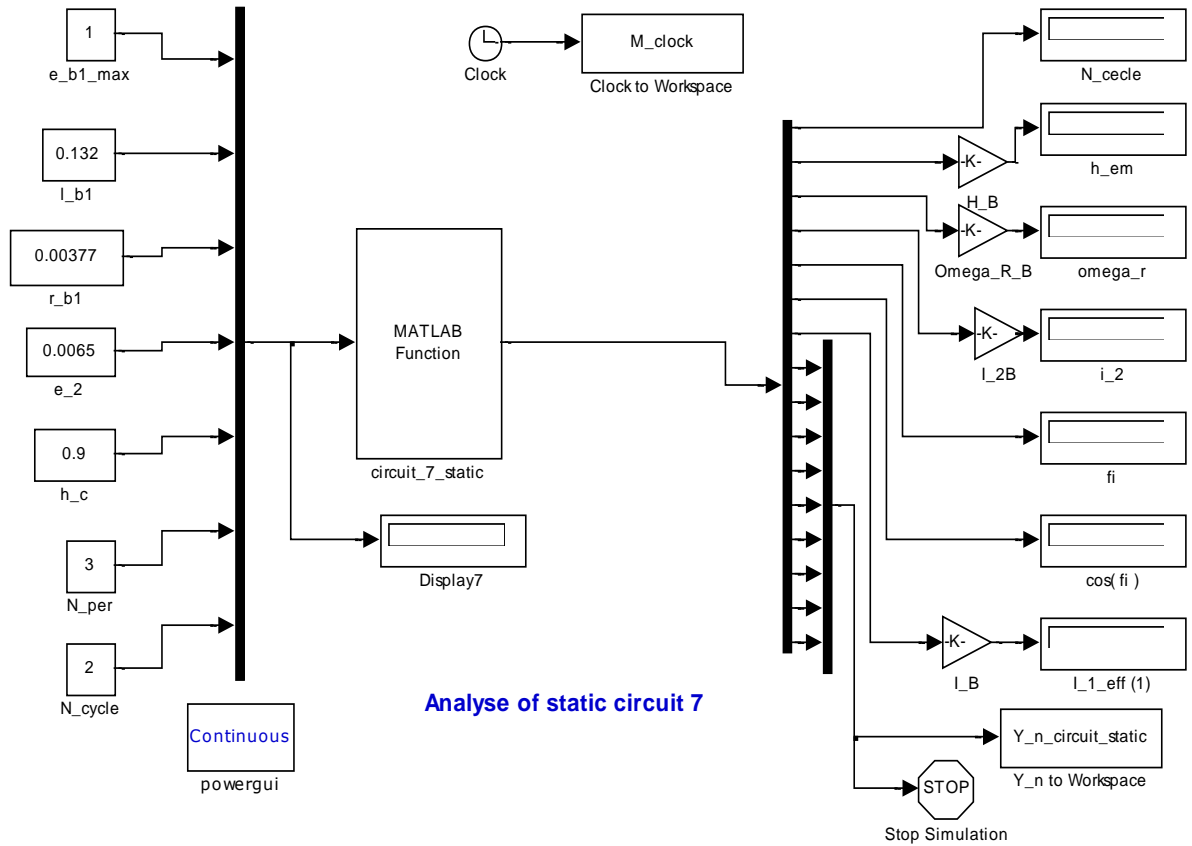 1
e_b1_max
0.132
l_b1
0.00377
r_b1
0.0065
e_2
0.9
h_c
3
N_per
2
N_cycle
Continuous
powergui
MATLAB
Function
circuit_7_static
Display7
Clock
M_clock
Clock to Workspace
Analyse of static circuit 7
-K-
H_B
-K-
Omega_R_B
-K-
I_2B
-K-
I_B
N_cecle
h_em
omega_r
i_2
fi
cos( fi )
I_1_eff (1)
Y_n_circuit_static
Y_n to Workspace
STOP
Stop Simulation